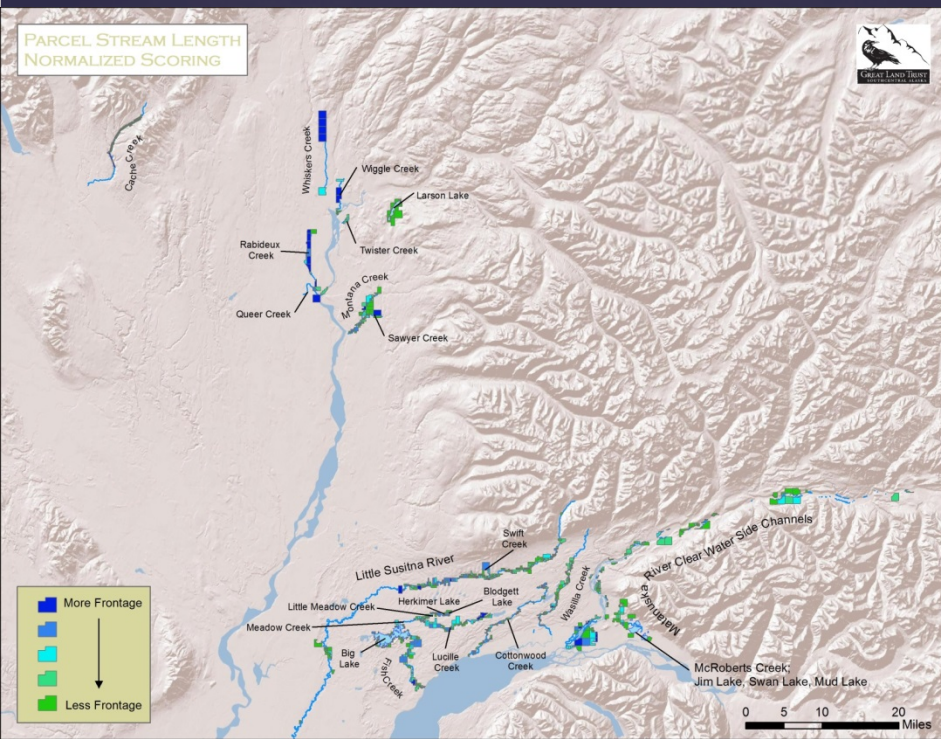 PARCEL STREAM LENGTH
NORMALIZED SCORING
GREAT LAND TRUST
SOUTHCENTRAL ALASKA
Cache Creek
Whiskers Creek
Wiggle Creek
Larson Lake
Twister Creek
Rabideux
Creek
Queer Creek
Montana Creek
Sawyer Creek
River Clear Water Side Channels
Matanuska
Swift
Creek
Little Susitna River
Herkimer Lake
Blodgett
Lake
Little Meadow Creek
Meadow Creek
Wasilla Creek
Big
Lake
Fish Creek
Lucille
Creek
Cottonwood
Creek
McRoberts Creek;
Jim Lake, Swan Lake, Mud Lake
More Frontage
Less Frontage
0 5 10 20
Miles